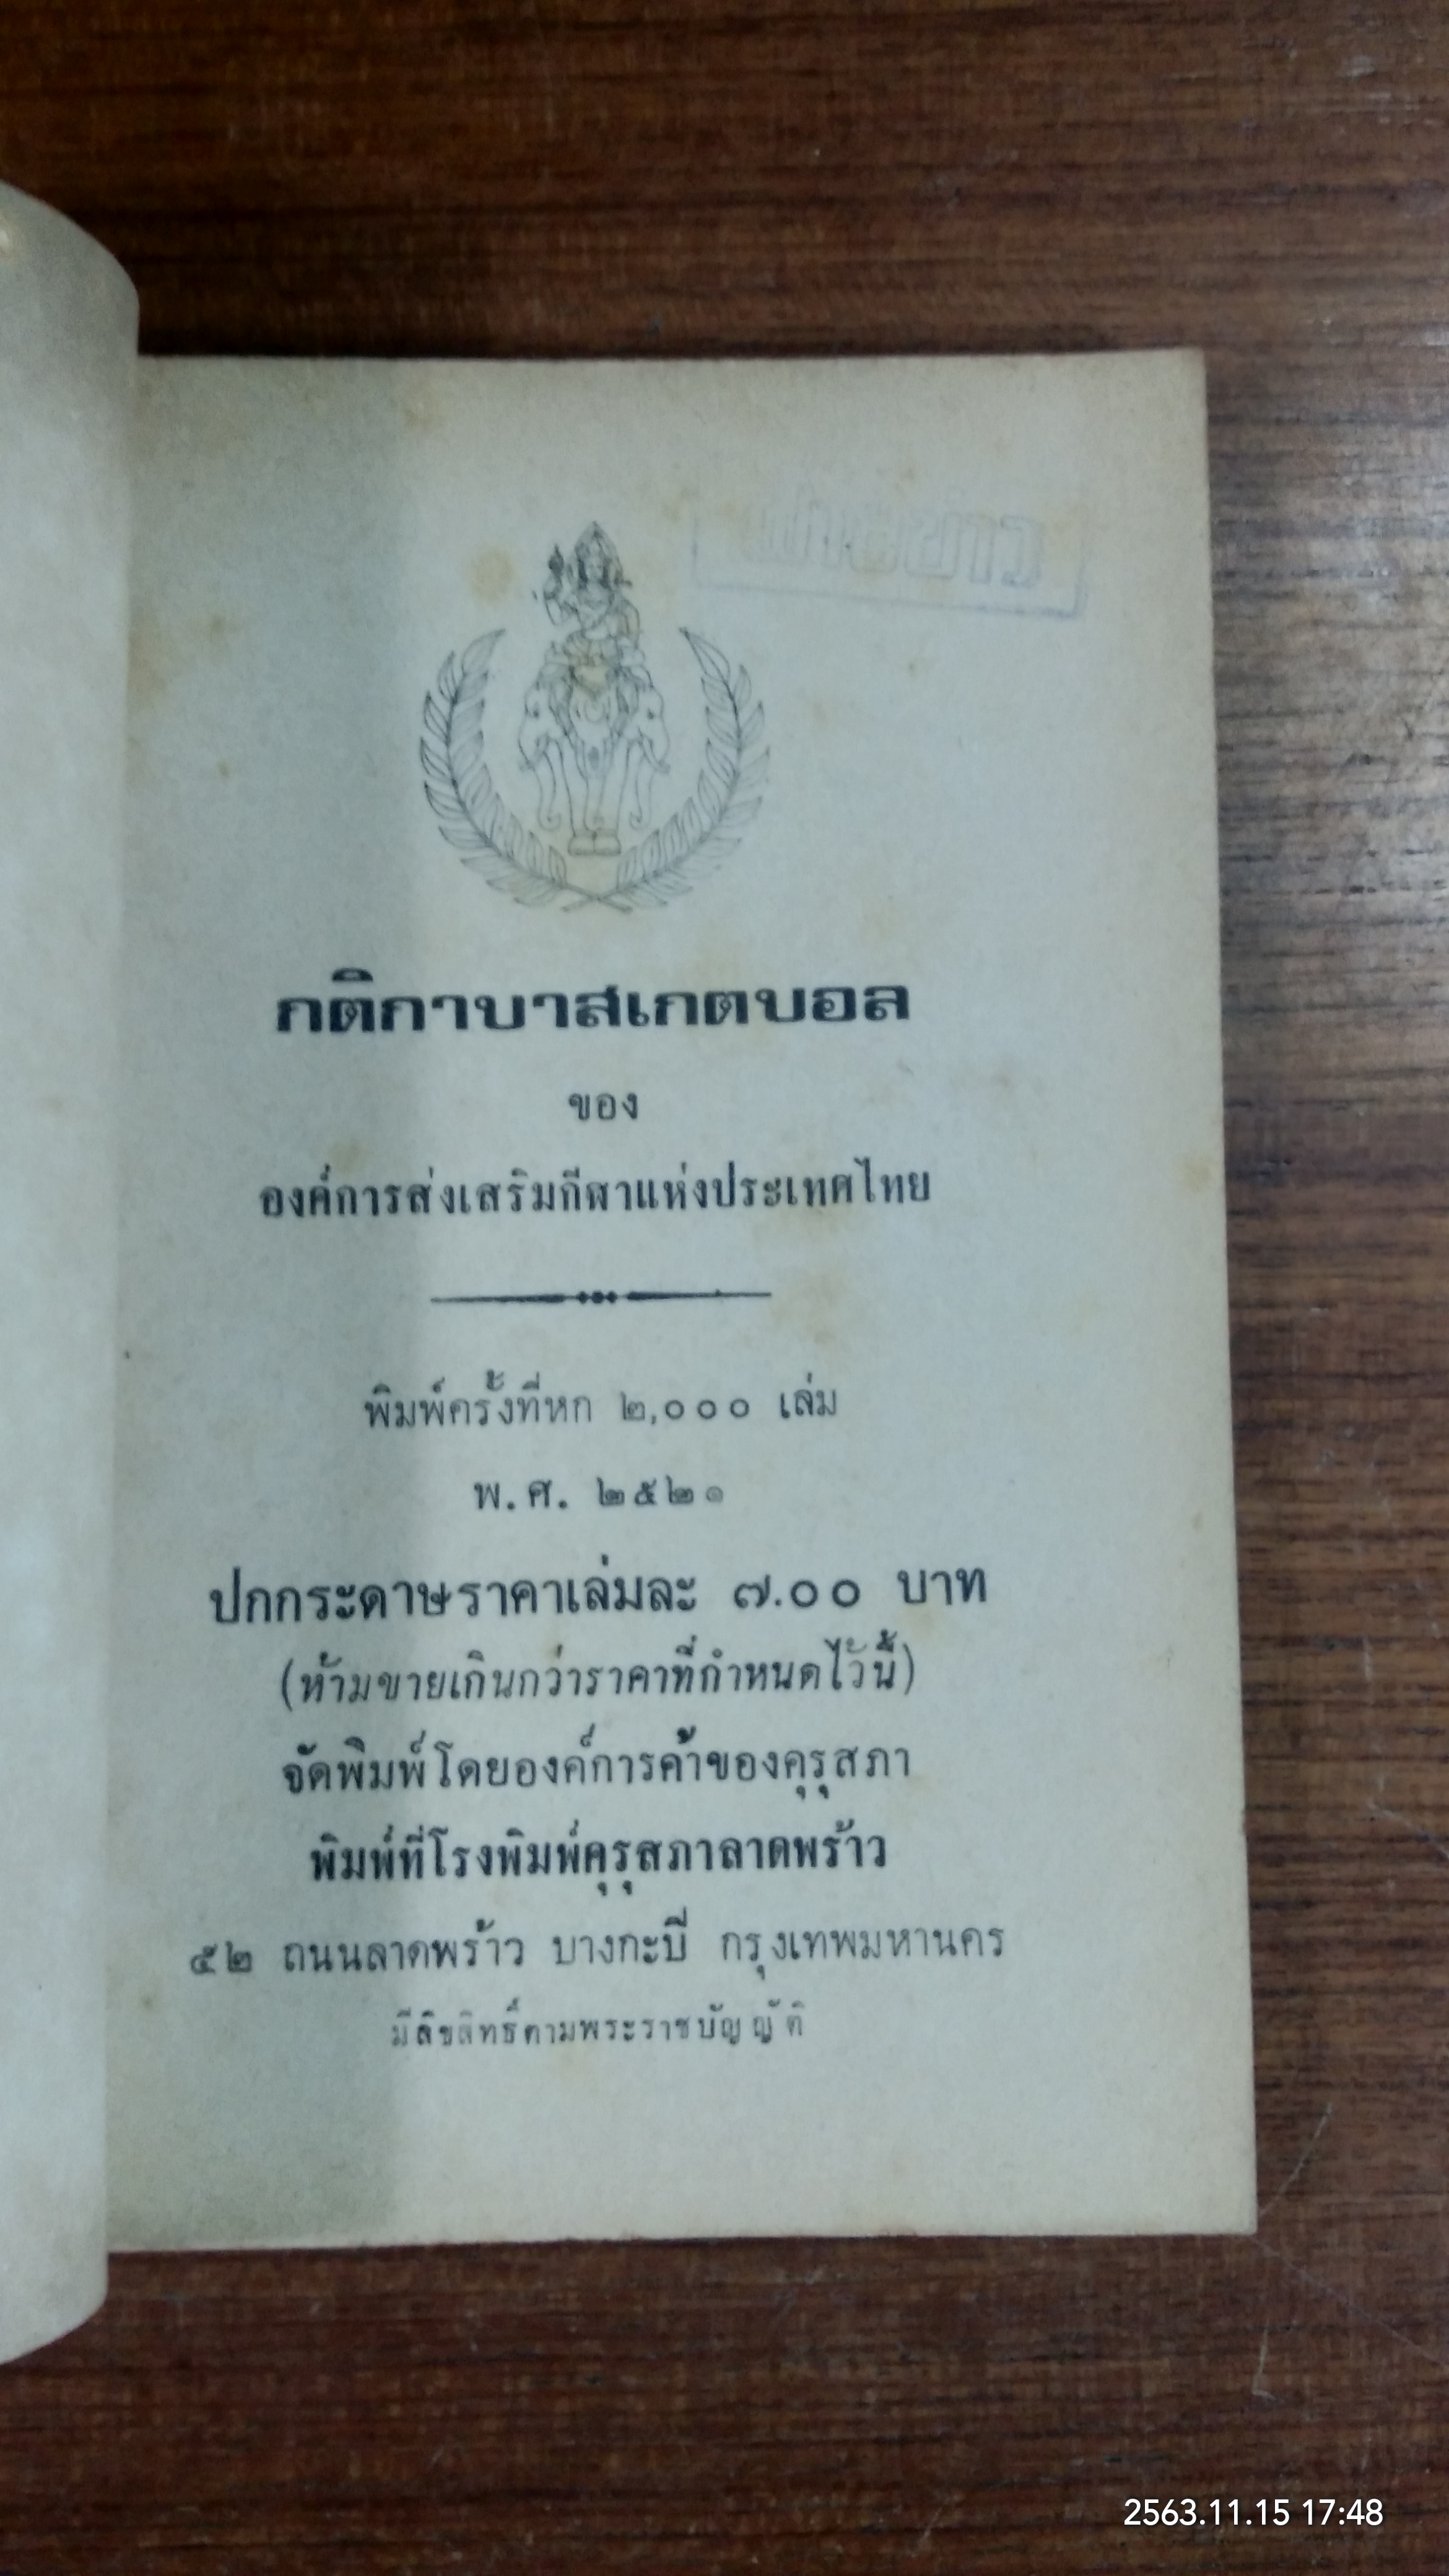 กติกาบาสเกตบอล
ของ
องค์การส่งเสริมกีฬาแห่งประเทศไทย
พิมพ์ครั้งที่หก ๒,๐๐๐ เล่ม
พ.ศ. ๒๕๒๑
ปกกระดาษราคาเล่มละ ๗.๐๐ บาท
(ห้ามขายเกินกว่าราคาที่กำหนดไว้นี้)
จัดพิมพ์โดยองค์การค้าของคุรุสภา
พิมพ์ที่โรงพิมพ์คุรุสภาลาดพร้าว
๕๒ ถนนลาดพร้าว บางกะปี กรุงเทพมหานคร
มีลิขสิทธิ์ตามพระราชบัญญัติ
2563.11.15 17:48